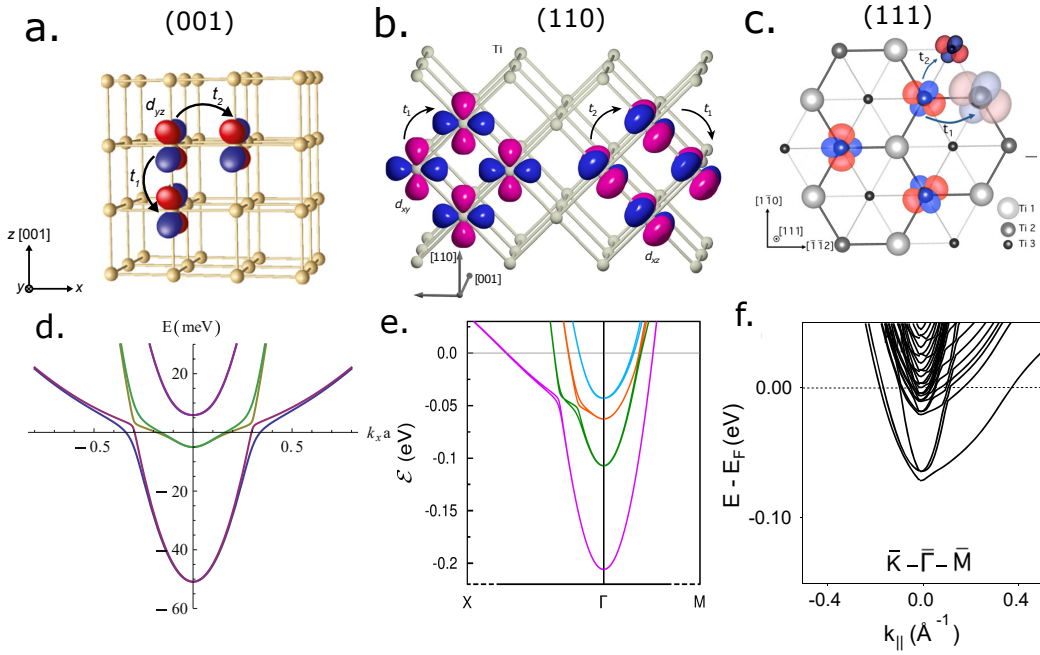 a.
(001)
b.
(110)
c.
(111)
d_yz
t_2
t_1
z [001]
y
x
Ti
t_1
t_2
t_1
d_xy
d_xz
[110]
[001]
t_2
t_1
[11̄0]
[111]
[1̄1̄2]
Ti 1
Ti 2
Ti 3
d.
E(meV)
20
k_x a
−0.5
0.5
−20
−40
−60
e.
0.0
-0.05
-0.1
-0.15
-0.2
ℰ (eV)
X
Γ
M
f.
0.00
-0.10
E - E_F (eV)
K̄ – Γ̄ – M̄
-0.4
0.0
0.4
k_|| (Å^-1)